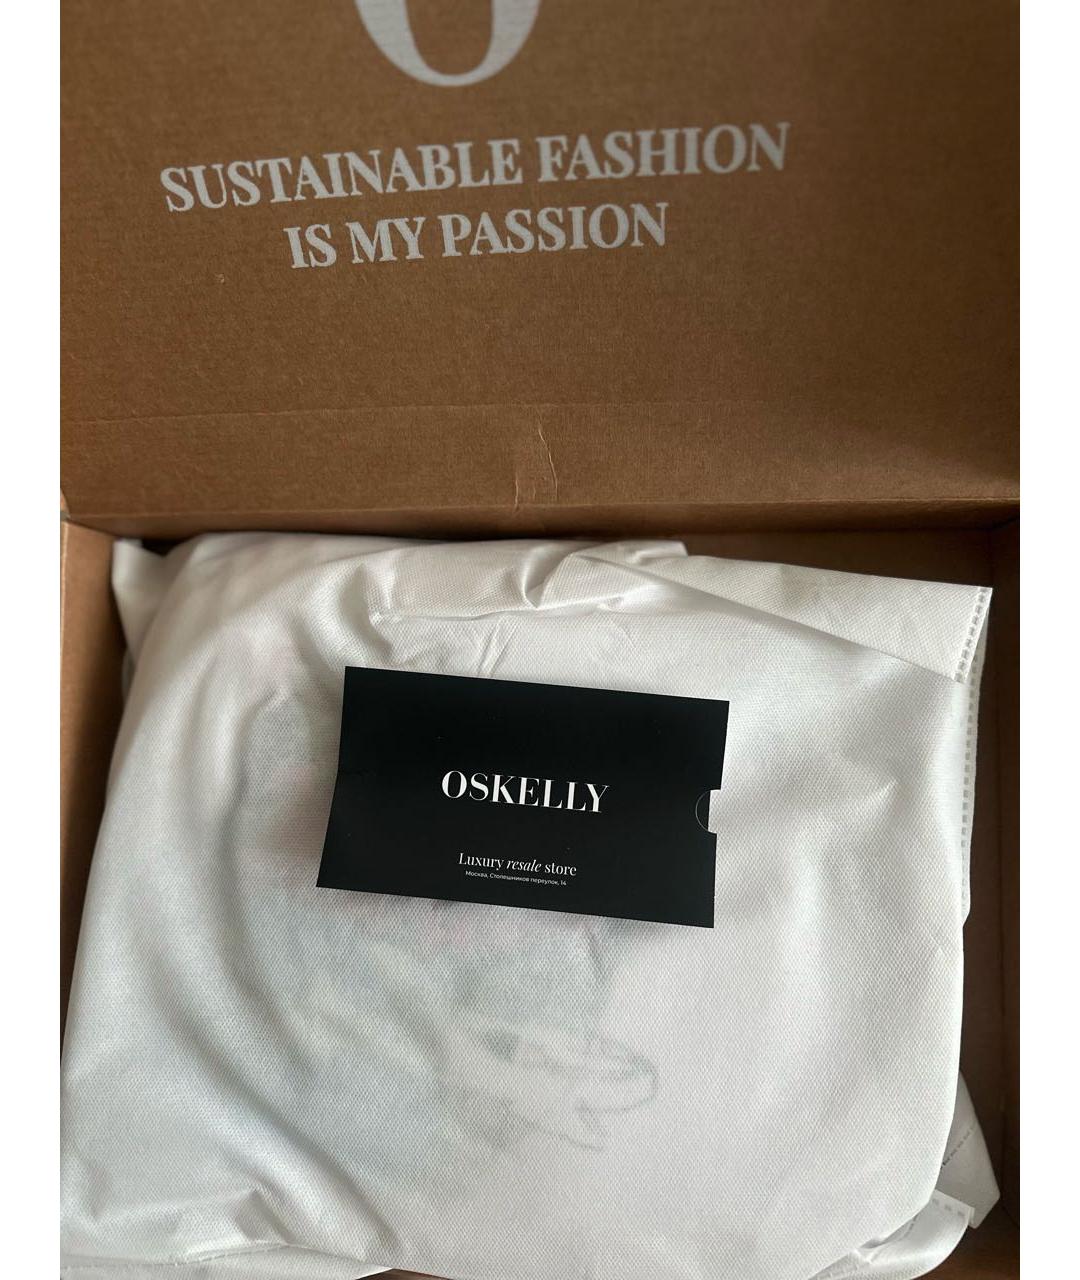 O
SUSTAINABLE FASHION
IS MY PASSION
OSKELLY
Luxury resale store
Москва, Столешников переулок, 14